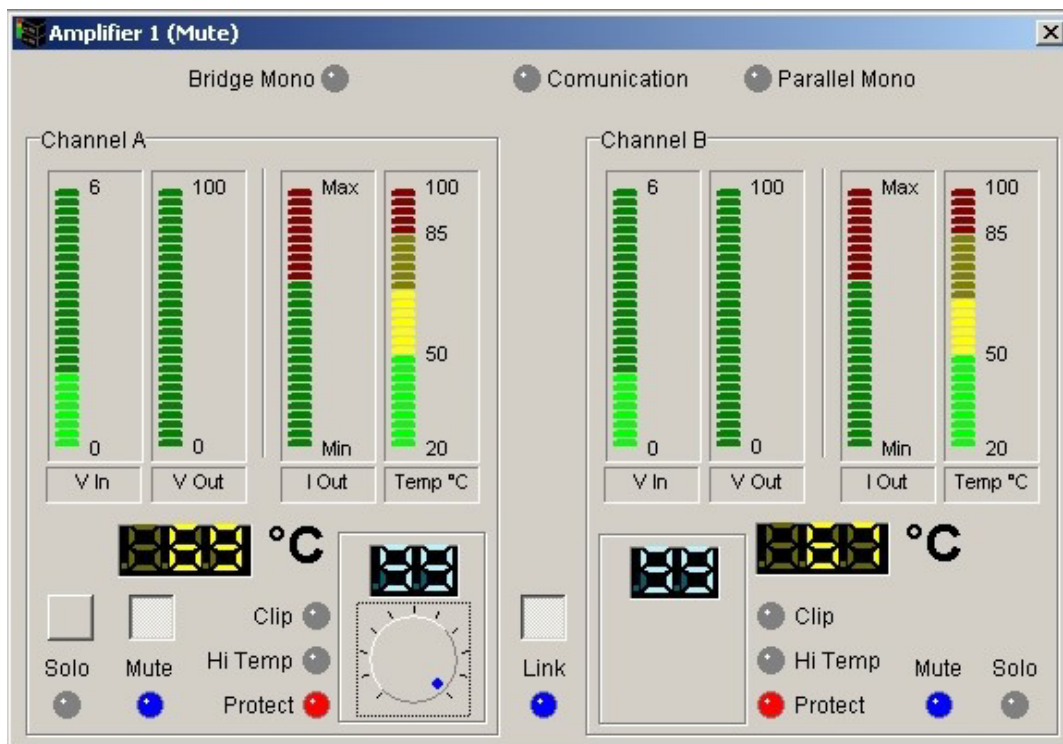 Amplifier 1 (Mute)
Bridge Mono Comunication Parallel Mono
Channel A
6 100 Max 100
85
50
0 0 Min 20
V In V Out I Out Temp °C
°C
Clip
Hi Temp
Solo Mute Protect
Link
Channel B
6 100 Max 100
85
50
0 0 Min 20
V In V Out I Out Temp °C
°C
Clip
Hi Temp
Protect Mute Solo